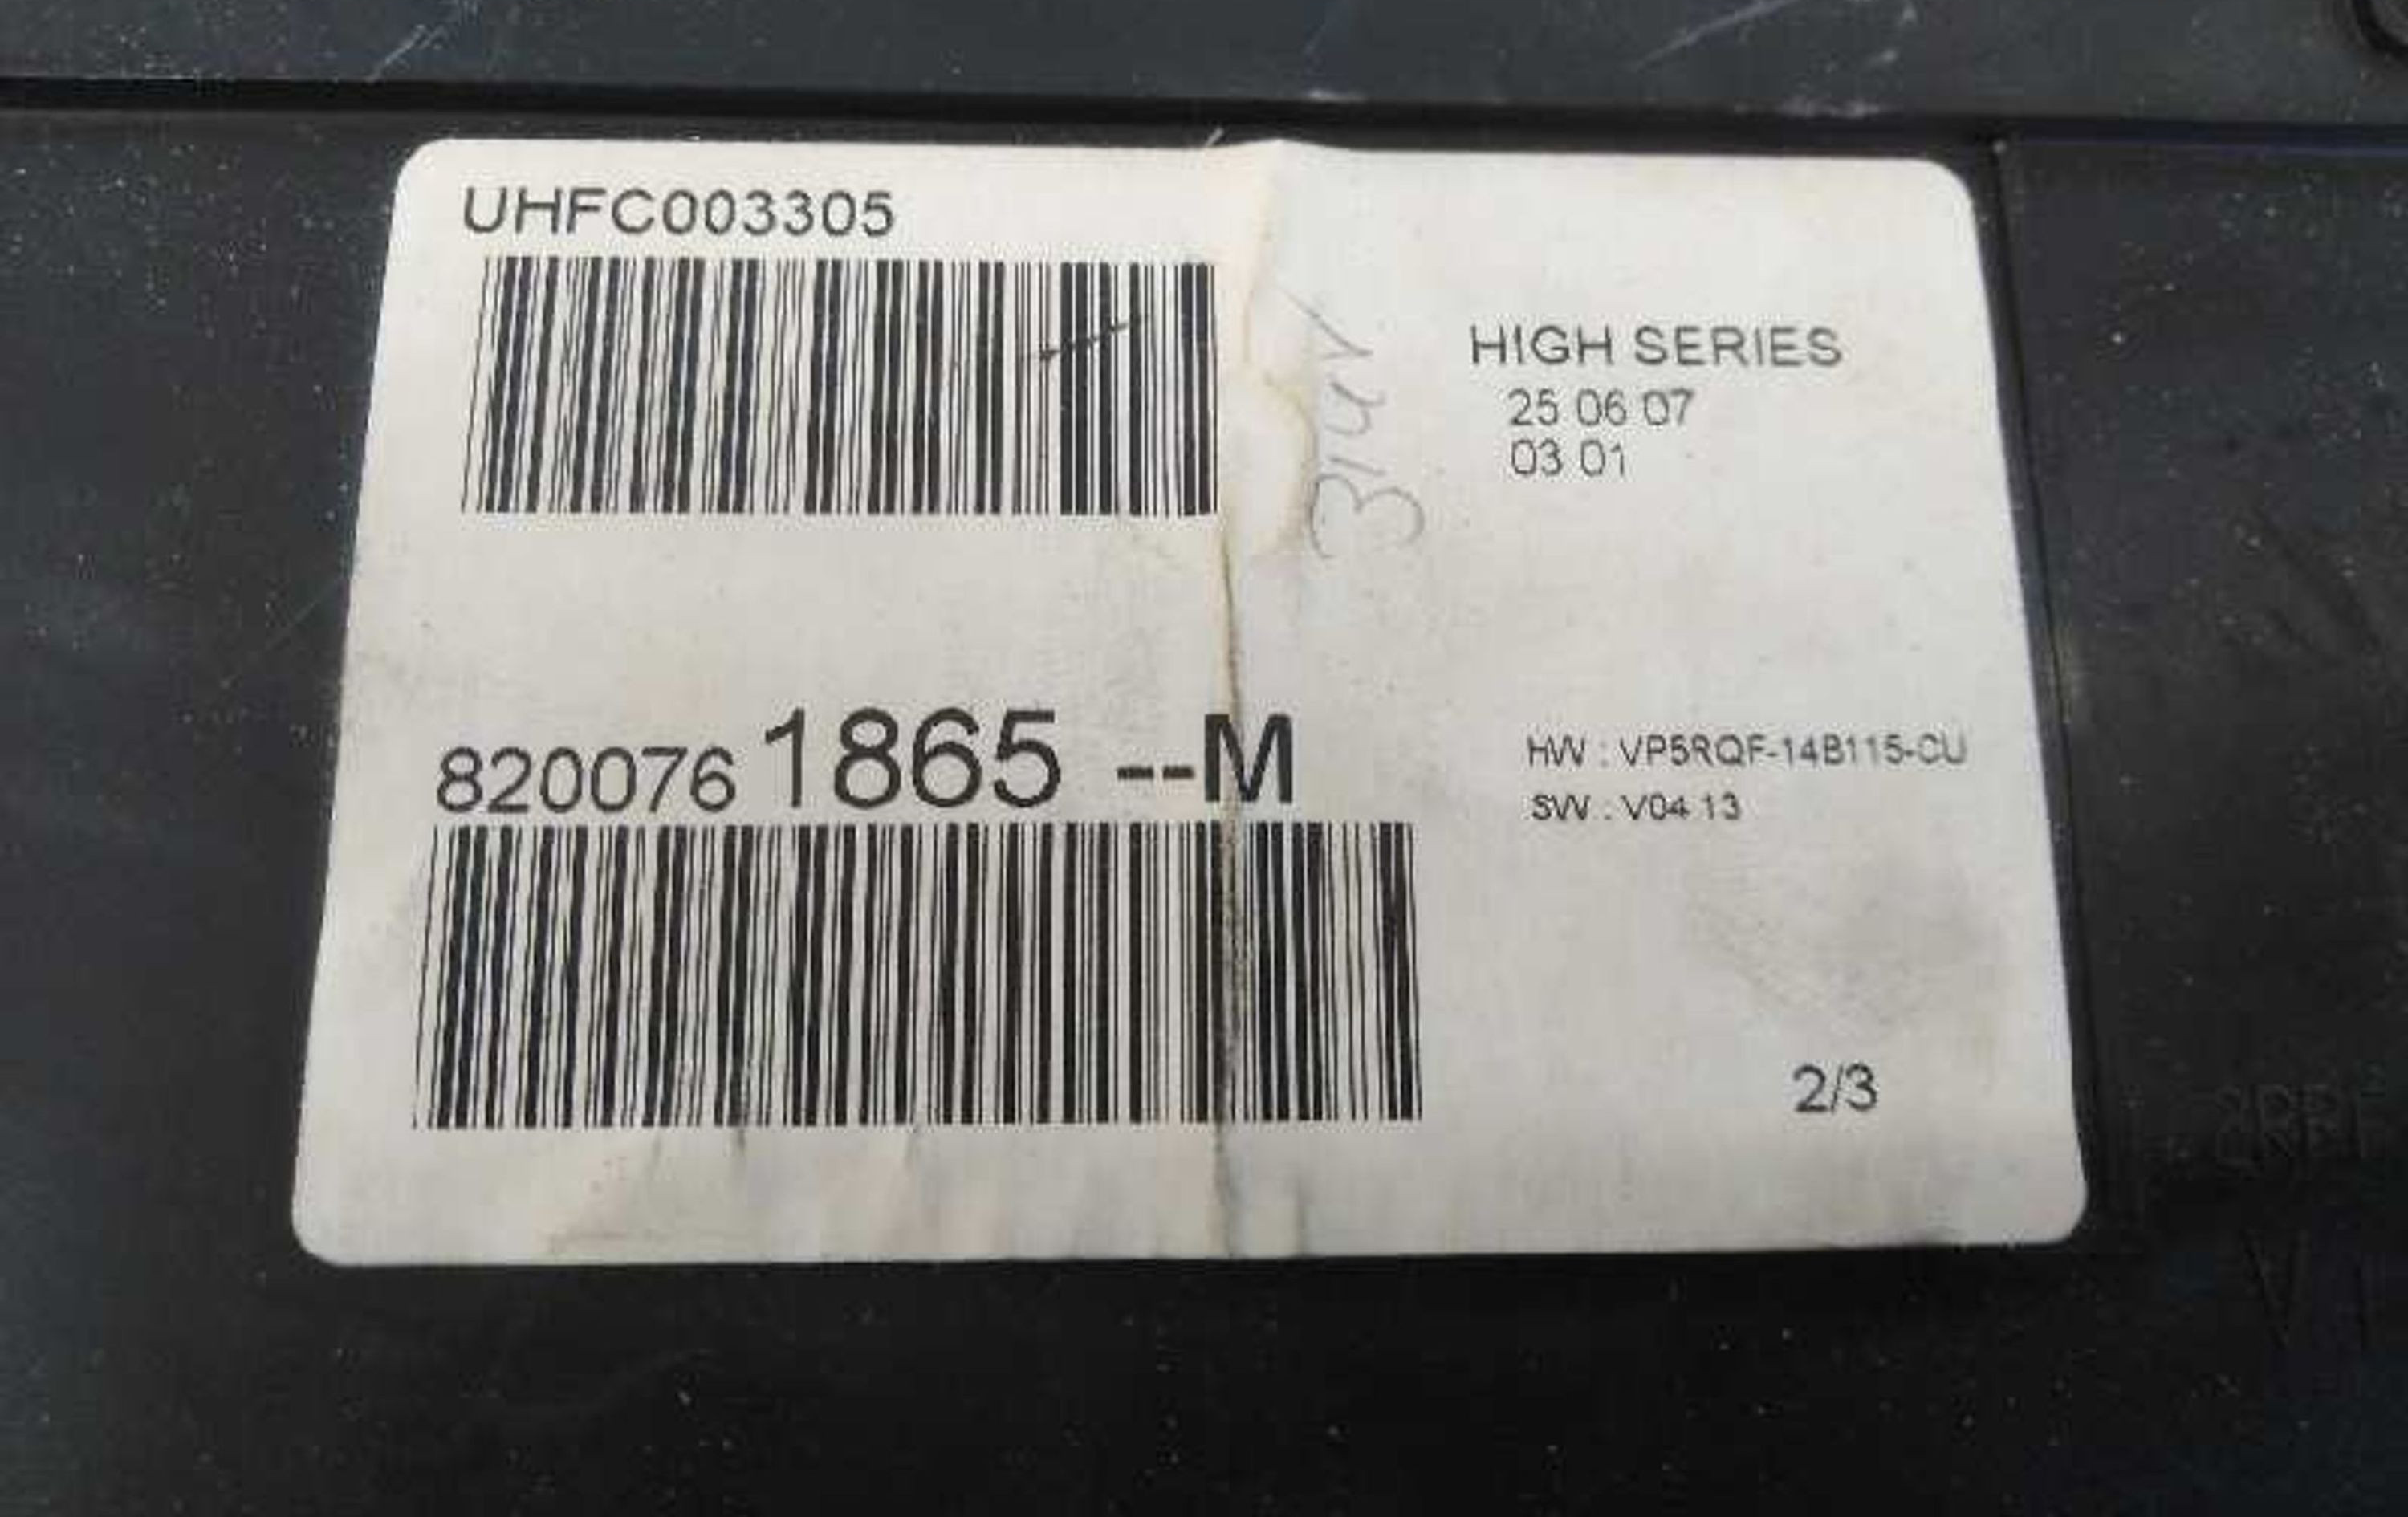 UHFC003305
HIGH SERIES
25 06 07
03 01
8200761865 --M
HW : VP5RQF-14B115-CU
SW : V04 13
2/3